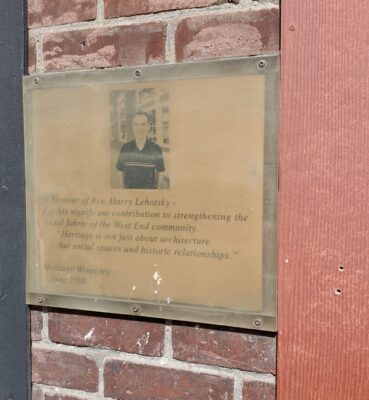 In Honour of Rev. Harry Lehotsky ~
For his significant contribution to strengthening the
social fabric of the West End community.
"Heritage is not just about architecture
but social spaces and historic relationships."
Heritage Winnipeg
June 2006